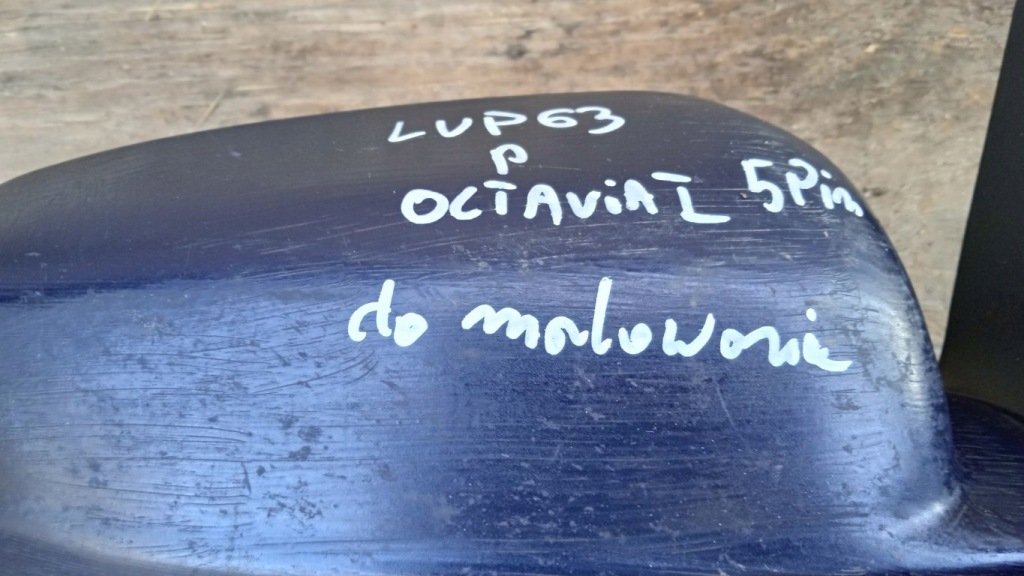 LUP63
P
OCTAVIA I 5Pin
do malowania